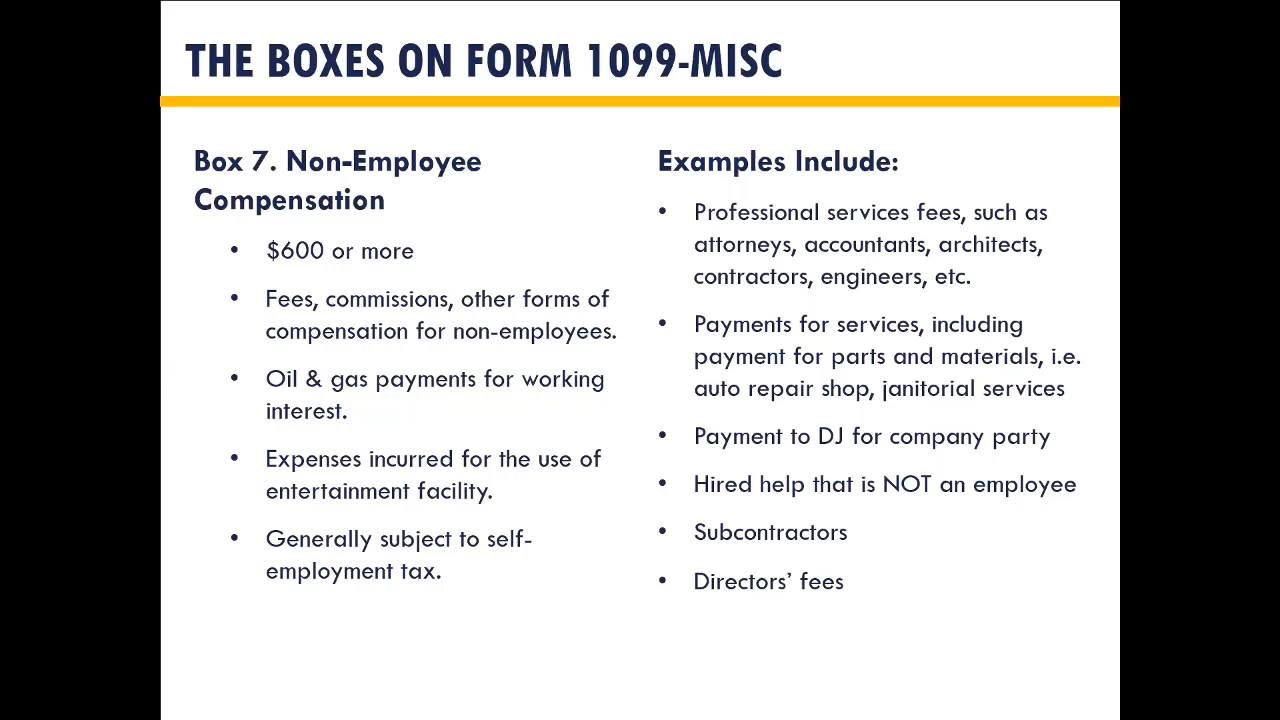 THE BOXES ON FORM 1099-MISC
Box 7. Non-Employee
Compensation
• $600 or more
• Fees, commissions, other forms of
compensation for non-employees.
• Oil & gas payments for working
interest.
• Expenses incurred for the use of
entertainment facility.
• Generally subject to self-
employment tax.
Examples Include:
• Professional services fees, such as
attorneys, accountants, architects,
contractors, engineers, etc.
• Payments for services, including
payment for parts and materials, i.e.
auto repair shop, janitorial services
• Payment to DJ for company party
• Hired help that is NOT an employee
• Subcontractors
• Directors’ fees